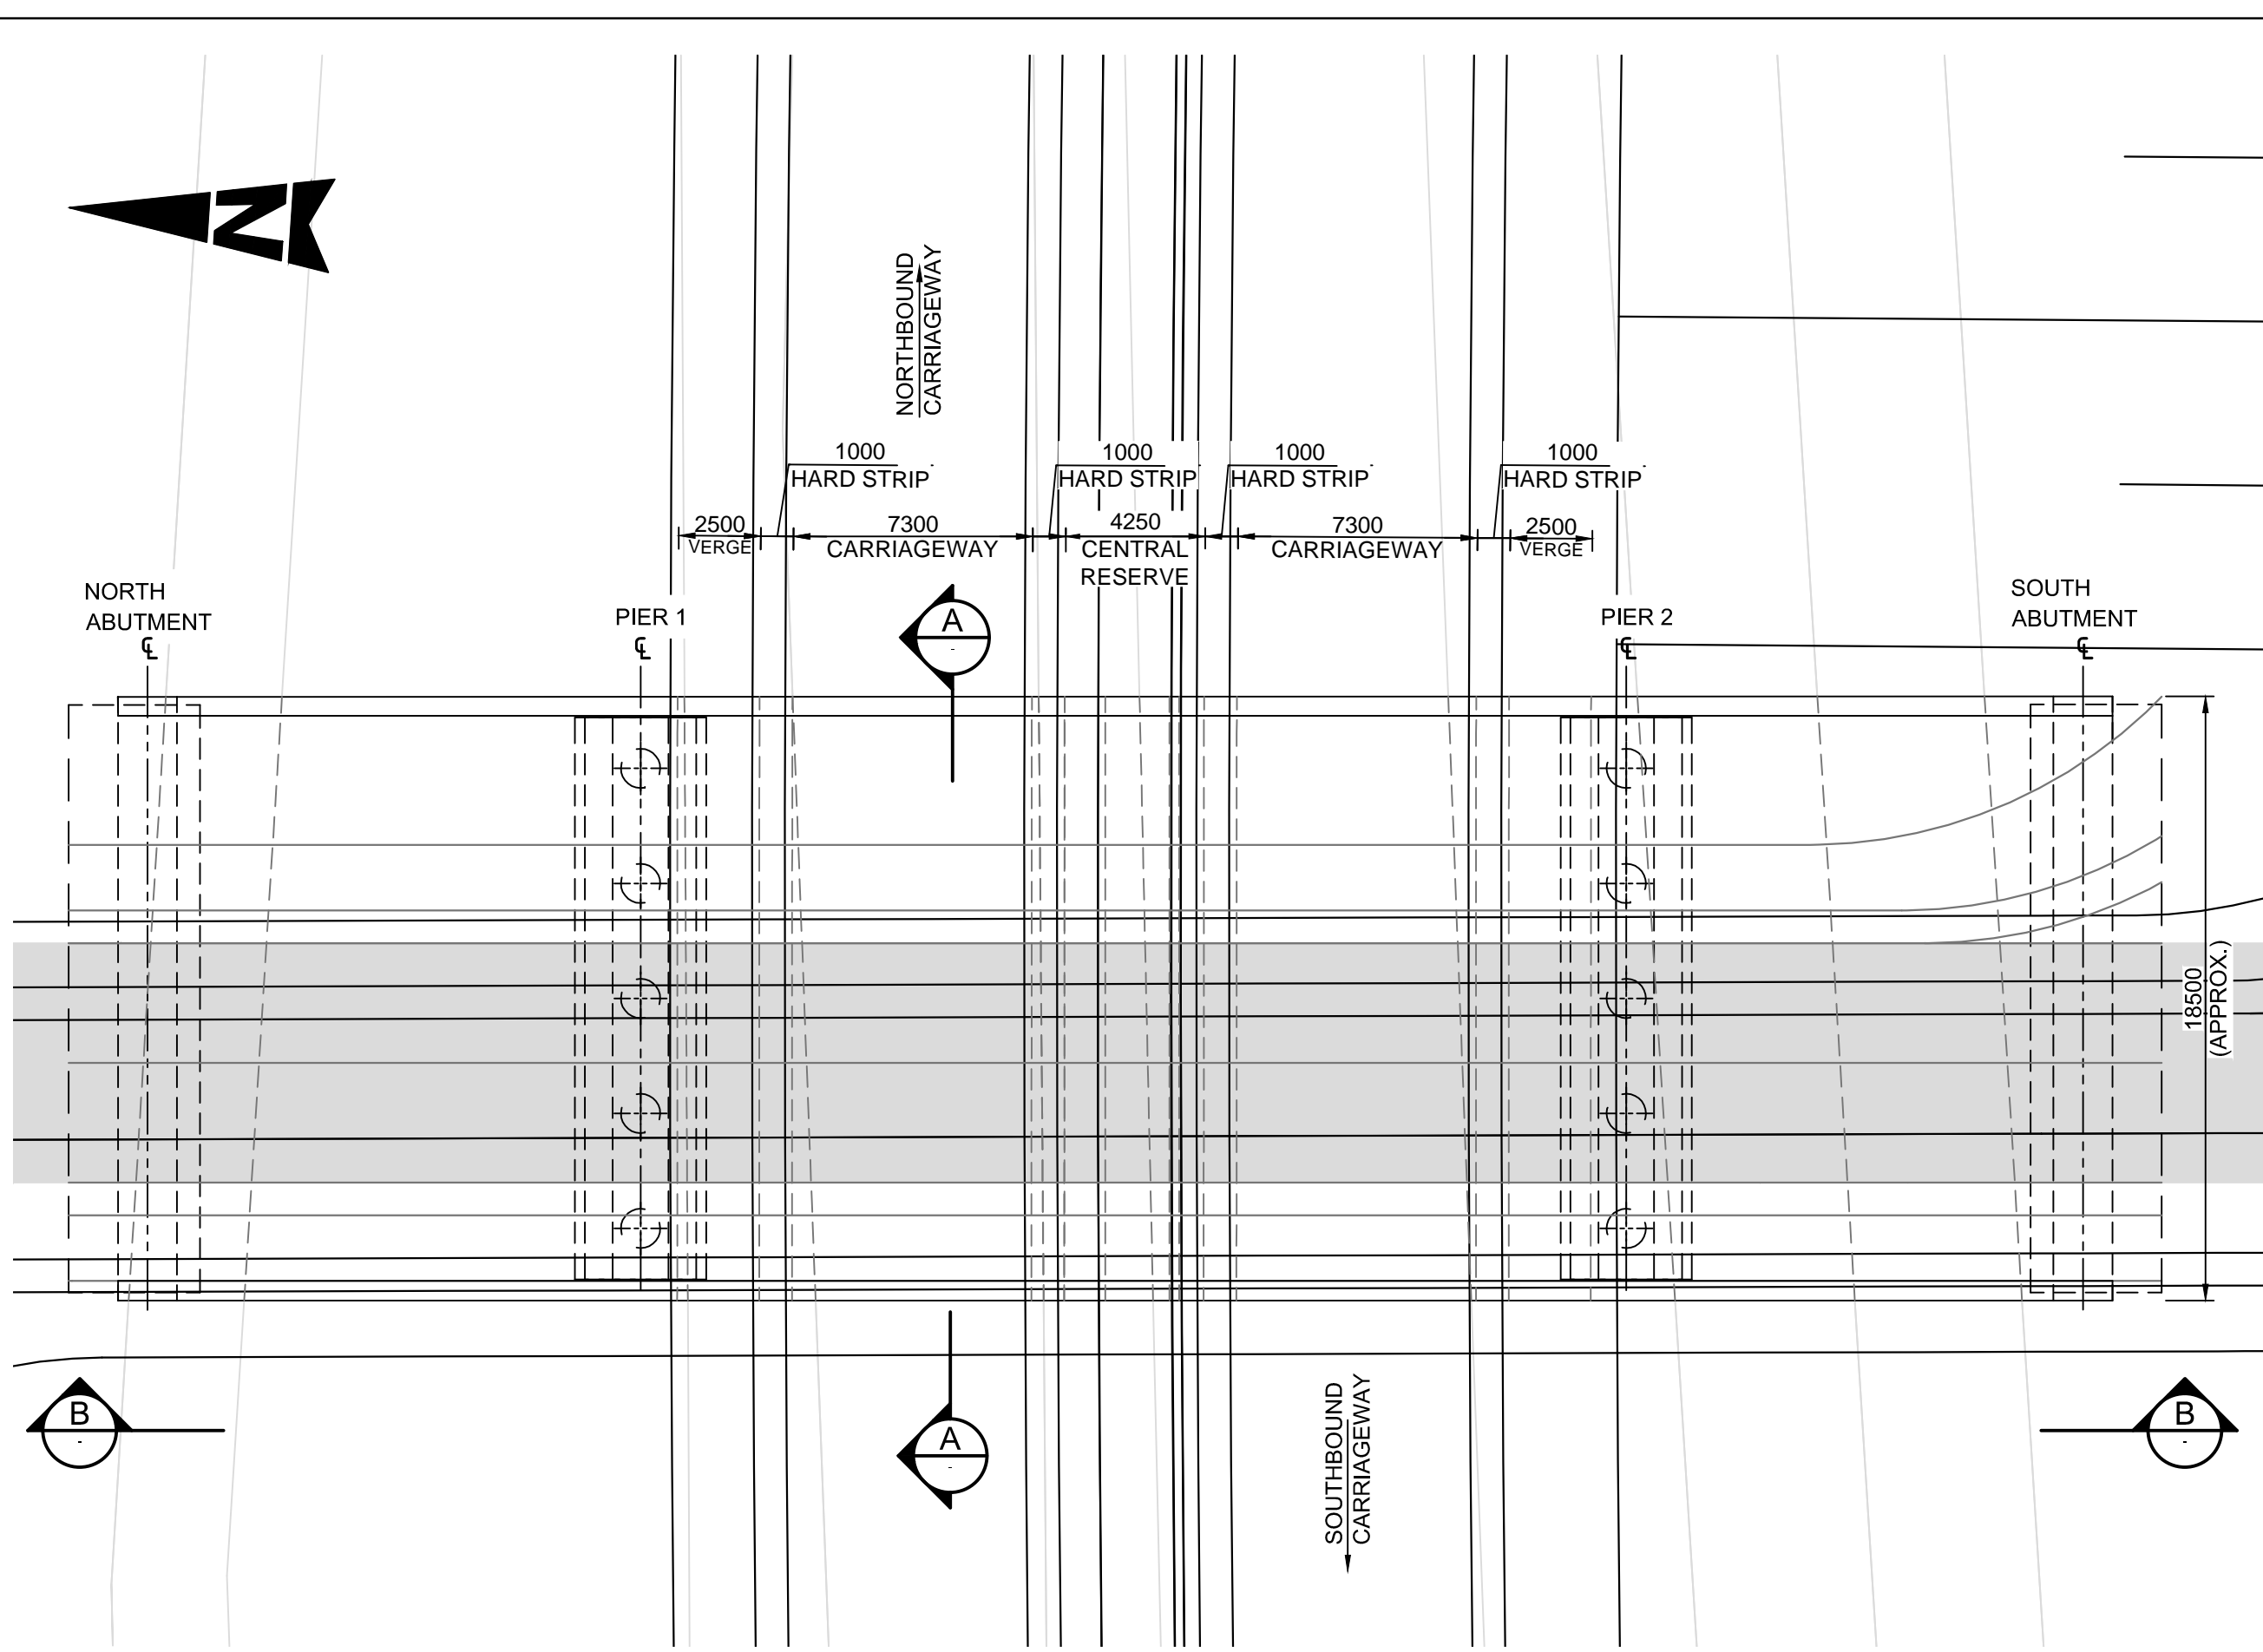 N
NORTHBOUND
CARRIAGEWAY
1000
HARD STRIP
1000
HARD STRIP
1000
HARD STRIP
1000
HARD STRIP
2500
VERGE
7300
CARRIAGEWAY
4250
CENTRAL
RESERVE
7300
CARRIAGEWAY
2500
VERGE
NORTH
ABUTMENT
℄
PIER 1
℄
A
-
PIER 2
℄
SOUTH
ABUTMENT
℄
18500
(APPROX.)
B
-
A
-
SOUTHBOUND
CARRIAGEWAY
B
-